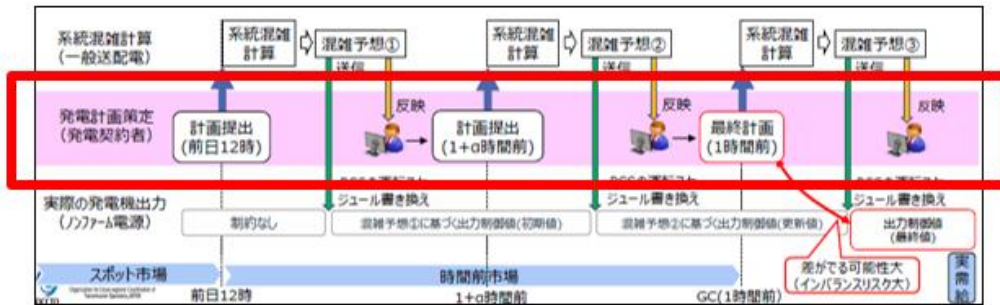 系統混雑計算
(一般送配電)
系統混雑
計算
混雑予想①
送信
系統混雑
計算
混雑予想②
送信
系統混雑
計算
混雑予想③
送信
発電計画策定
(発電契約者)
計画提出
(前日12時)
反映
計画提出
(1+α時間前)
反映
最終計画
(1時間前)
反映
実際の発電機出力
(ノンファーム電源)
ジュール書き換え
ジュール書き換え
ジュール書き換え
制約なし
混雑予想①に基づく出力制御値(初期値)
混雑予想②に基づく出力制御値(更新値)
出力制御値
(最終値)
差がでる可能性大
(インバランスリスク大)
スポット市場
時間前市場
実需給
前日12時
1+α時間前
GC(1時間前)